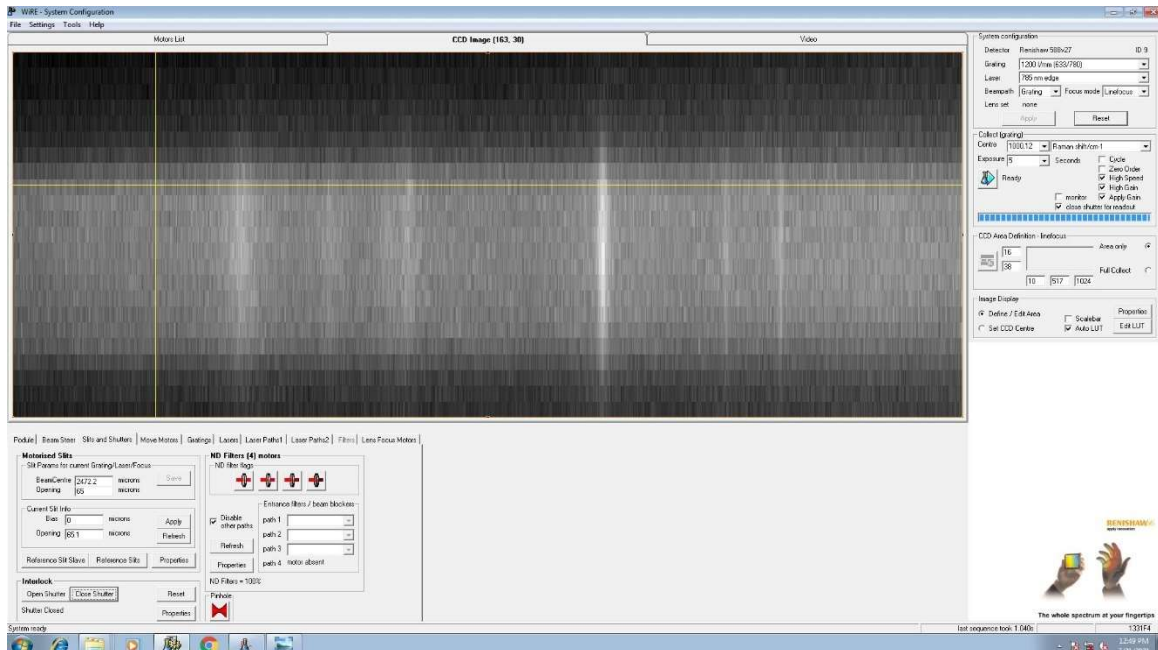 WiRE - System Configuration
File Settings Tools Help
Motors List
CCD Image (163, 30)
Video
System configuration
Detector Renishaw 588v27 ID: 9
Grating 1200 l/mm (633/780)
Laser 785 nm edge
Beampath Grating Focus mode Linefocus
Lens set none
Apply Reset
Collect (grating)
Centre 1000.12 Raman shift/cm-1
Exposure 5 Seconds Cycle
Zero Order
Ready High Speed
High Gain
monitor Apply Gain
close shutter for readout
CCD Area Definition - linefocus
16 Area only
38 Full Collect
10 517 1024
Image Display
Define / Edit Area Properties
Scalebar
Set CCD Centre Auto LUT Edit LUT
Podule Beam Steer Slits and Shutters Move Motors Gratings Lasers Laser Paths1 Laser Paths2 Filters Lens Focus Motors
Motorised Slits
Slit Params for current Grating/Laser/Focus
BeamCentre 2472.2 microns Save
Opening 65 microns
Current Slit Info
Bias 0 microns Apply
Opening 65.1 microns Refresh
Reference Slit Slave Reference Slits Properties
Interlock
Open Shutter Close Shutter Reset
Shutter Closed Properties
ND Filters (4) motors
ND filter flags
Entrance filters / beam blockers
Disable other paths
path 1
path 2
Refresh
path 3
Properties path 4 motor absent
ND Filters = 100%
Pinhole
RENISHAW
apply innovation
The whole spectrum at your fingertips
System ready
last sequence took 1.040s
1331F4
12:49 PM